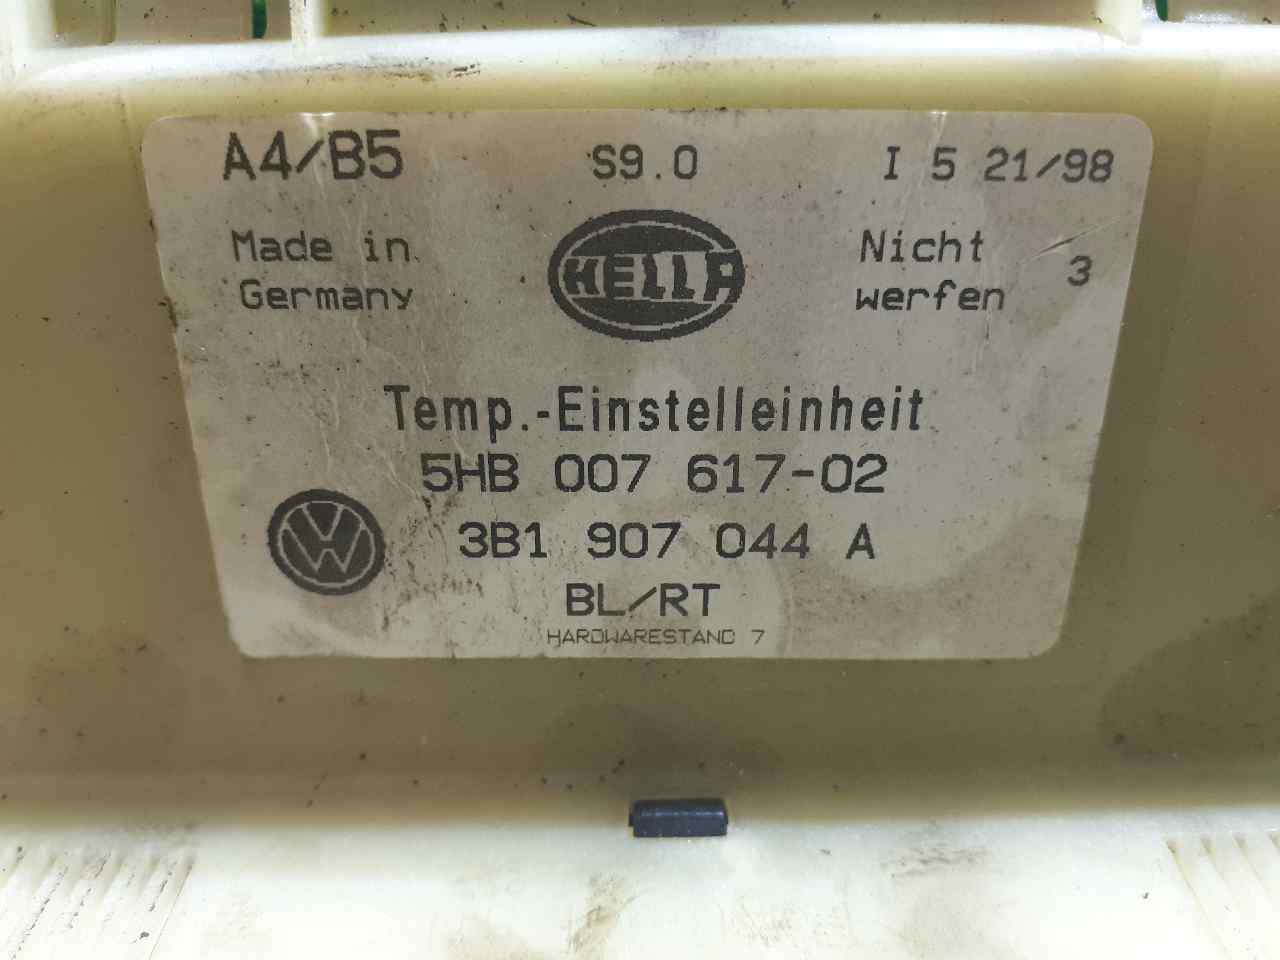 A4/B5 S9.0 I 5 21/98
Made in Nicht
Germany werfen 3
HELLA
Temp.-Einstelleinheit
5HB 007 617-02
3B1 907 044 A
VW
BL/RT
HARDWARESTAND 7